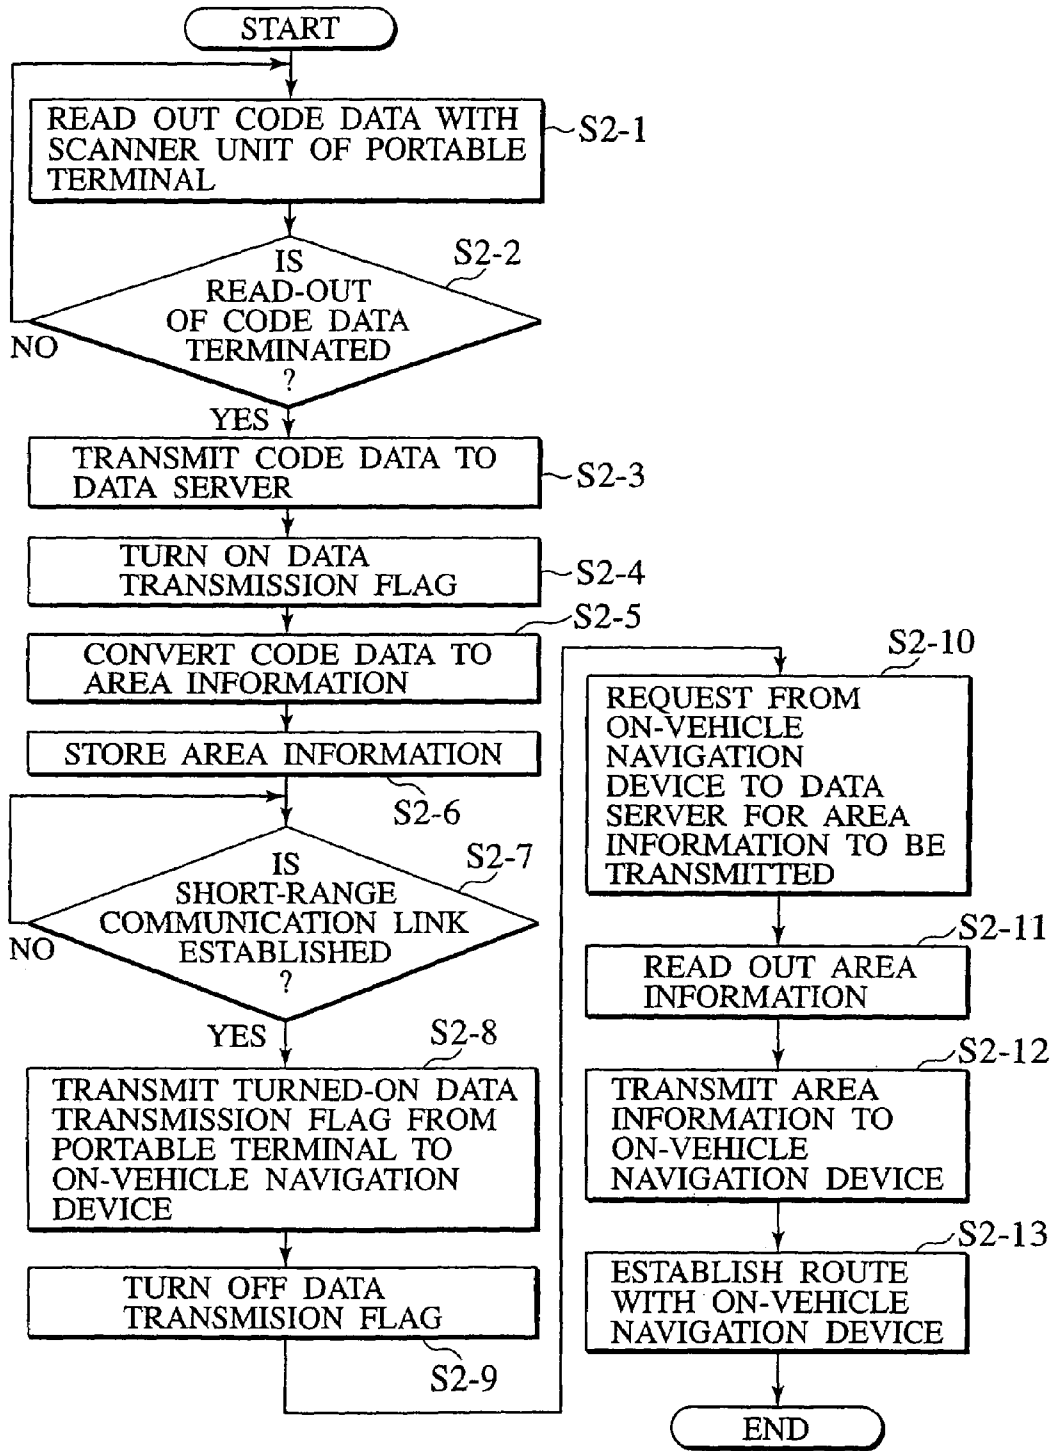 START
READ OUT CODE DATA WITH
SCANNER UNIT OF PORTABLE
TERMINAL
S2-1
IS
READ-OUT
OF CODE DATA
TERMINATED
?
S2-2
NO
YES
TRANSMIT CODE DATA TO
DATA SERVER
S2-3
TURN ON DATA
TRANSMISSION FLAG
S2-4
S2-5
CONVERT CODE DATA TO
AREA INFORMATION
STORE AREA INFORMATION
S2-6
IS
SHORT-RANGE
COMMUNICATION LINK
ESTABLISHED
?
S2-7
NO
YES
S2-8
TRANSMIT TURNED-ON DATA
TRANSMISSION FLAG FROM
PORTABLE TERMINAL TO
ON-VEHICLE NAVIGATION
DEVICE
TURN OFF DATA
TRANSMISION FLAG
S2-9
S2-10
REQUEST FROM
ON-VEHICLE
NAVIGATION
DEVICE TO DATA
SERVER FOR AREA
INFORMATION TO BE
TRANSMITTED
S2-11
READ OUT AREA
INFORMATION
S2-12
TRANSMIT AREA
INFORMATION TO
ON-VEHICLE
NAVIGATION DEVICE
S2-13
ESTABLISH ROUTE
WITH ON-VEHICLE
NAVIGATION DEVICE
END